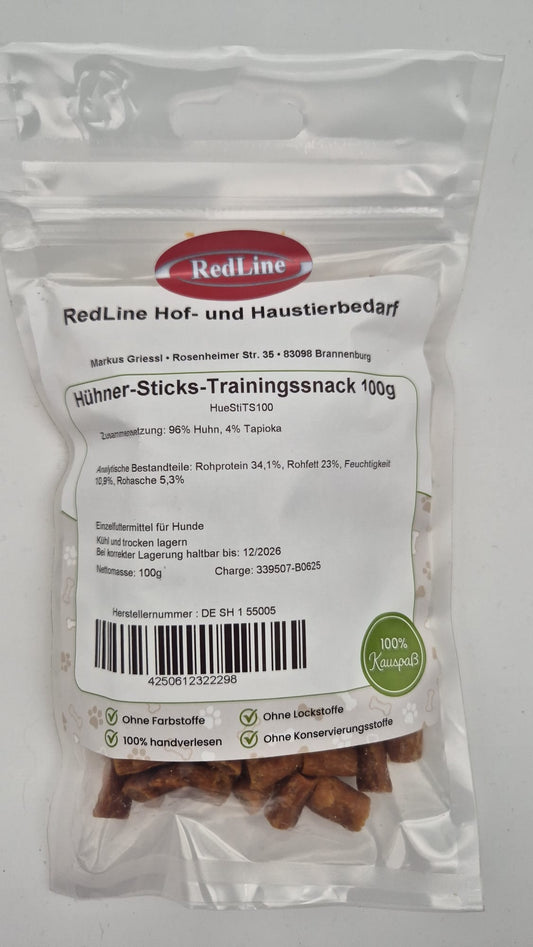 RedLine
RedLine Hof- und Haustierbedarf
Markus Griessl • Rosenheimer Str. 35 • 83098 Brannenburg
Hühner-Sticks-Trainingssnack 100g
HueStiTS100
Zusammensetzung: 96% Huhn, 4% Tapioka
Analytische Bestandteile: Rohprotein 34,1%, Rohfett 23%, Feuchtigkeit
10,9%, Rohasche 5,3%
Einzelfuttermittel für Hunde
Kühl und trocken lagern
Bei korrekter Lagerung haltbar bis: 12/2026
Nettomasse: 100g Charge: 339507-B0625
Herstellernummer : DE SH 1 55005
4250612322298
100%
Kauspaß
Ohne Farbstoffe
Ohne Lockstoffe
100% handverlesen
Ohne Konservierungsstoffe